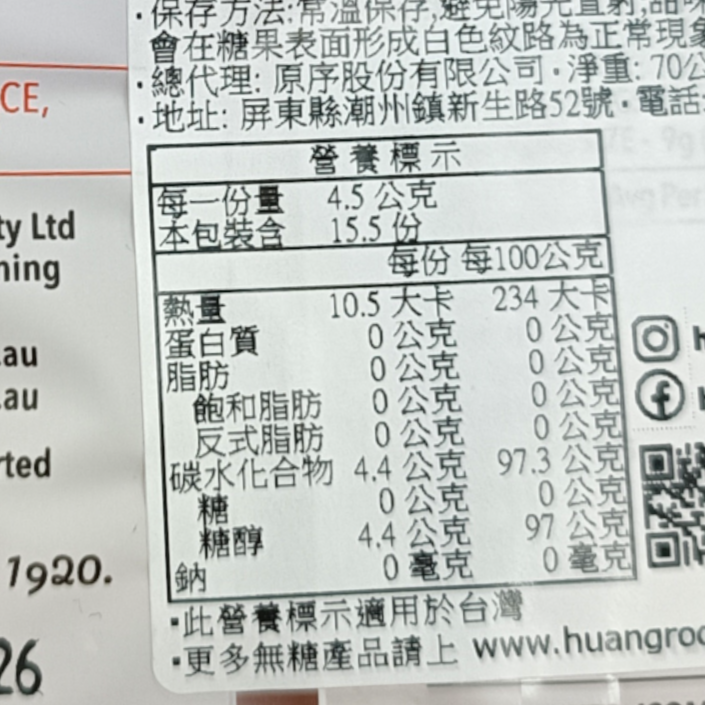 ・保存方法:常溫保存,避免陽光直射,品味
會在糖果表面形成白色紋路為正常現象
・總代理: 原序股份有限公司・淨重: 70公
・地址: 屏東縣潮州鎮新生路52號・電話:
CE,
營養標示
每一份量 4.5 公克
本包裝含 15.5 份
每份 每100公克
熱量 10.5 大卡 234 大卡
蛋白質 0 公克 0 公克
脂肪 0 公克 0 公克
飽和脂肪 0 公克 0 公克
反式脂肪 0 公克 0 公克
碳水化合物 4.4 公克 97.3 公克
糖 0 公克 0 公克
糖醇 4.4 公克 97 公克
鈉 0 毫克 0 毫克
▪此營養標示適用於台灣
▪更多無糖產品請上 www.huangroo
ty Ltd
ning
.au
.au
rted
1920.
26